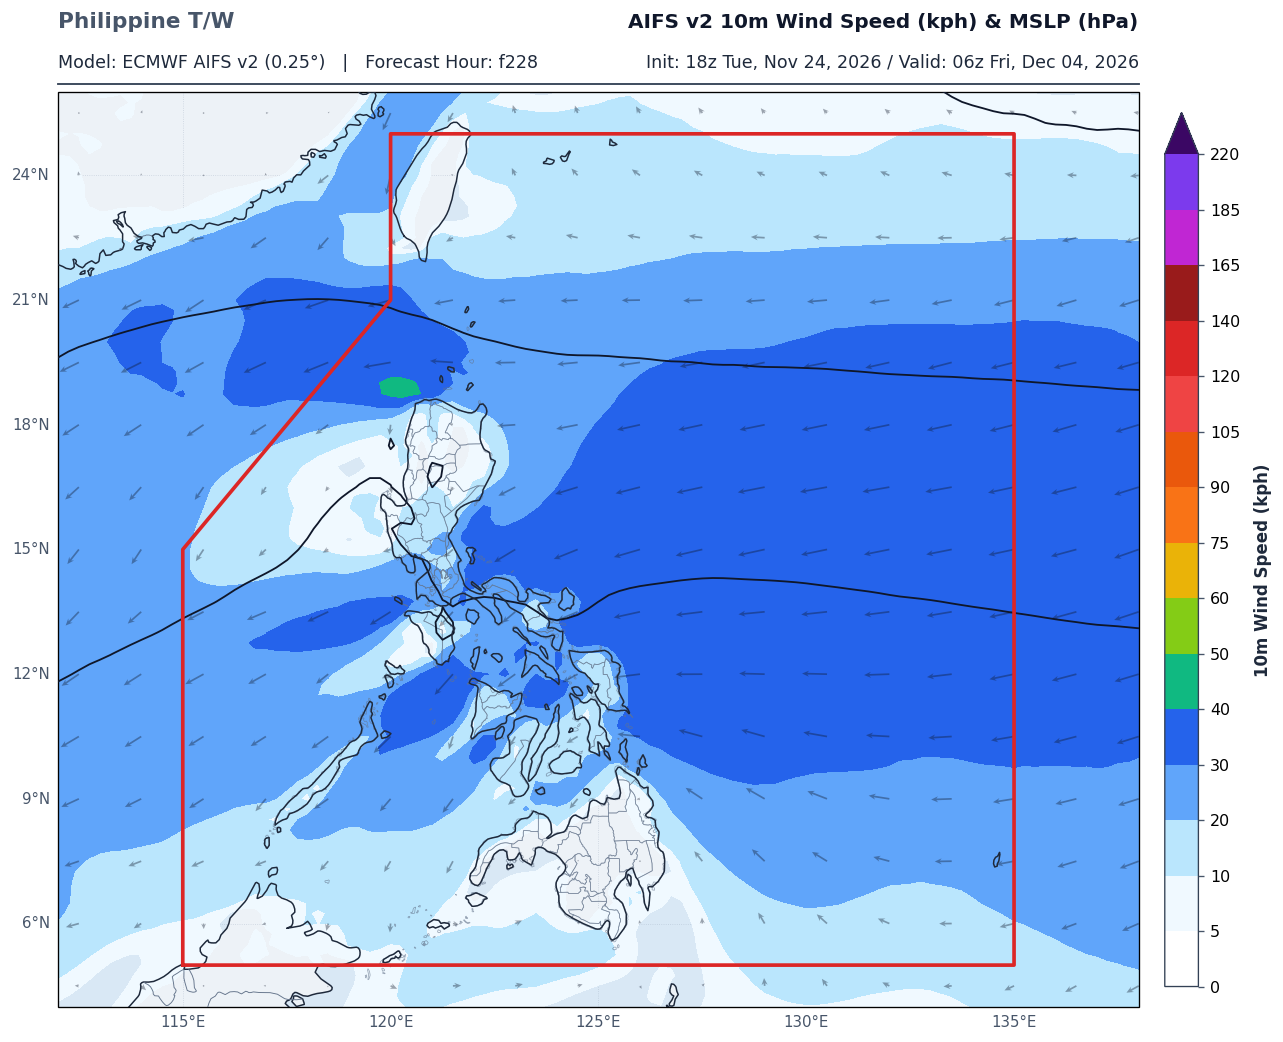 Philippine T/W
AIFS v2 10m Wind Speed (kph) & MSLP (hPa)
Model: ECMWF AIFS v2 (0.25°) | Forecast Hour: f228
Init: 18z Tue, Nov 24, 2026 / Valid: 06z Fri, Dec 04, 2026
24°N
21°N
18°N
15°N
12°N
9°N
6°N
115°E
120°E
125°E
130°E
135°E
220
185
165
140
120
105
90
75
60
50
40
30
20
10
5
0
10m Wind Speed (kph)